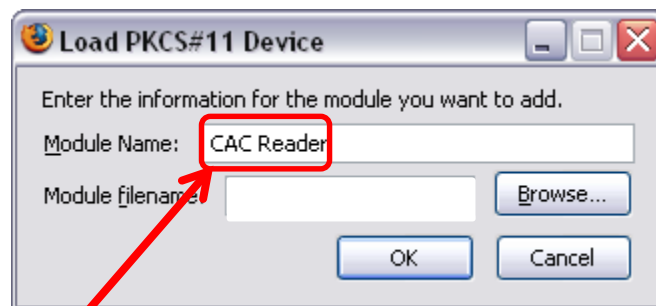 Load PKCS#11 Device
Enter the information for the module you want to add.
Module Name: CAC Reader
Module filename: Browse...
OK Cancel